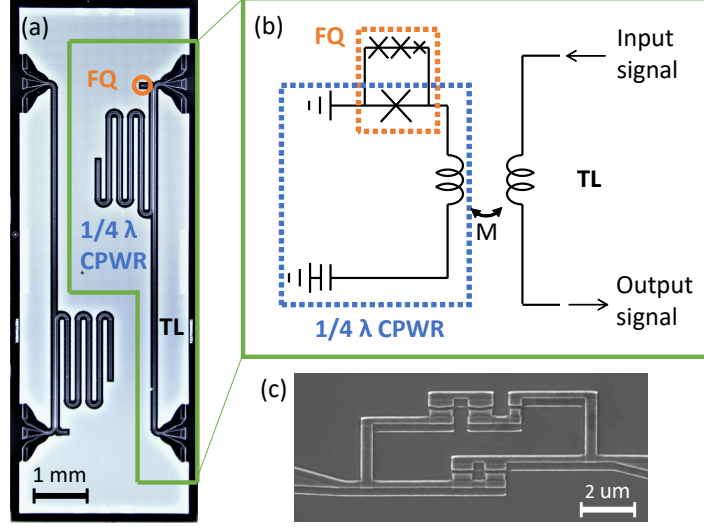 (a)
FQ
1/4 λ
CPWR
TL
1 mm
(b)
FQ
Input
signal
TL
M
Output
signal
1/4 λ CPWR
(c)
2 um